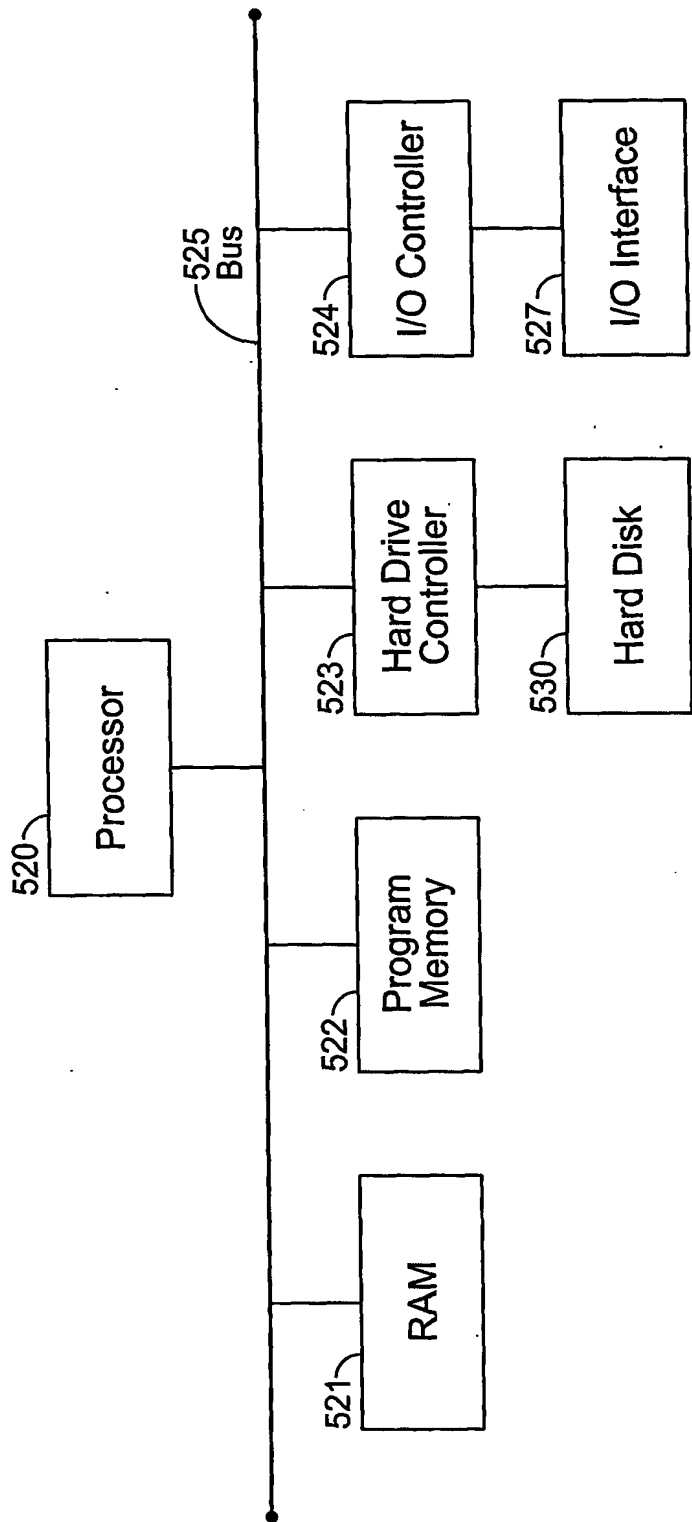 520
Processor
525
Bus
521
RAM
522
Program
Memory
523
Hard Drive
Controller
524
I/O Controller
530
Hard Disk
527
I/O Interface